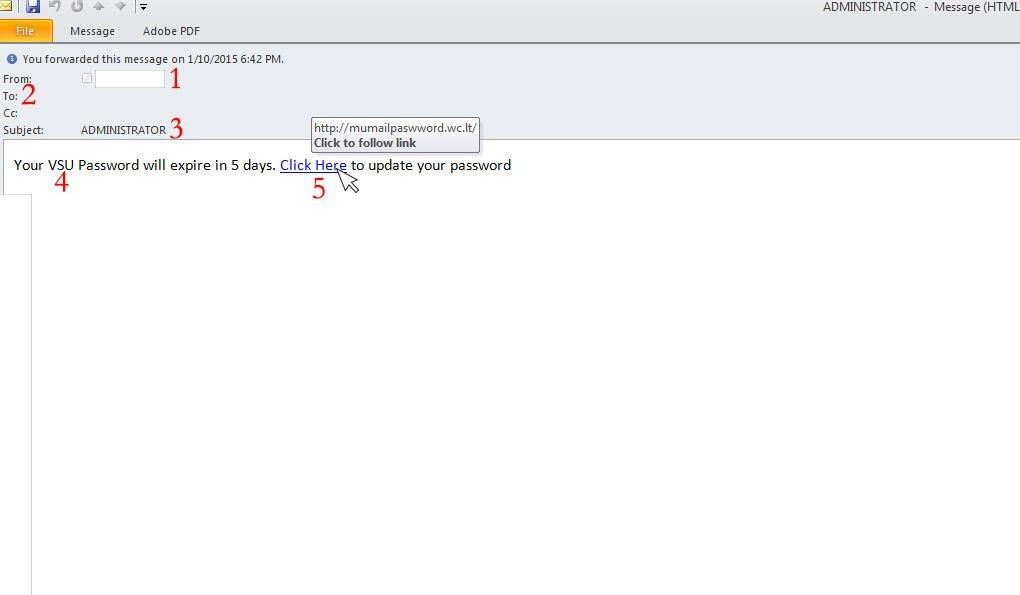 ADMINISTRATOR - Message (HTML
File Message Adobe PDF
You forwarded this message on 1/10/2015 6:42 PM.
From: 1
To: 2
Cc:
Subject: ADMINISTRATOR 3
http://mumailpaswword.wc.lt/
Click to follow link
Your VSU Password will expire in 5 days. Click Here to update your password
4 5